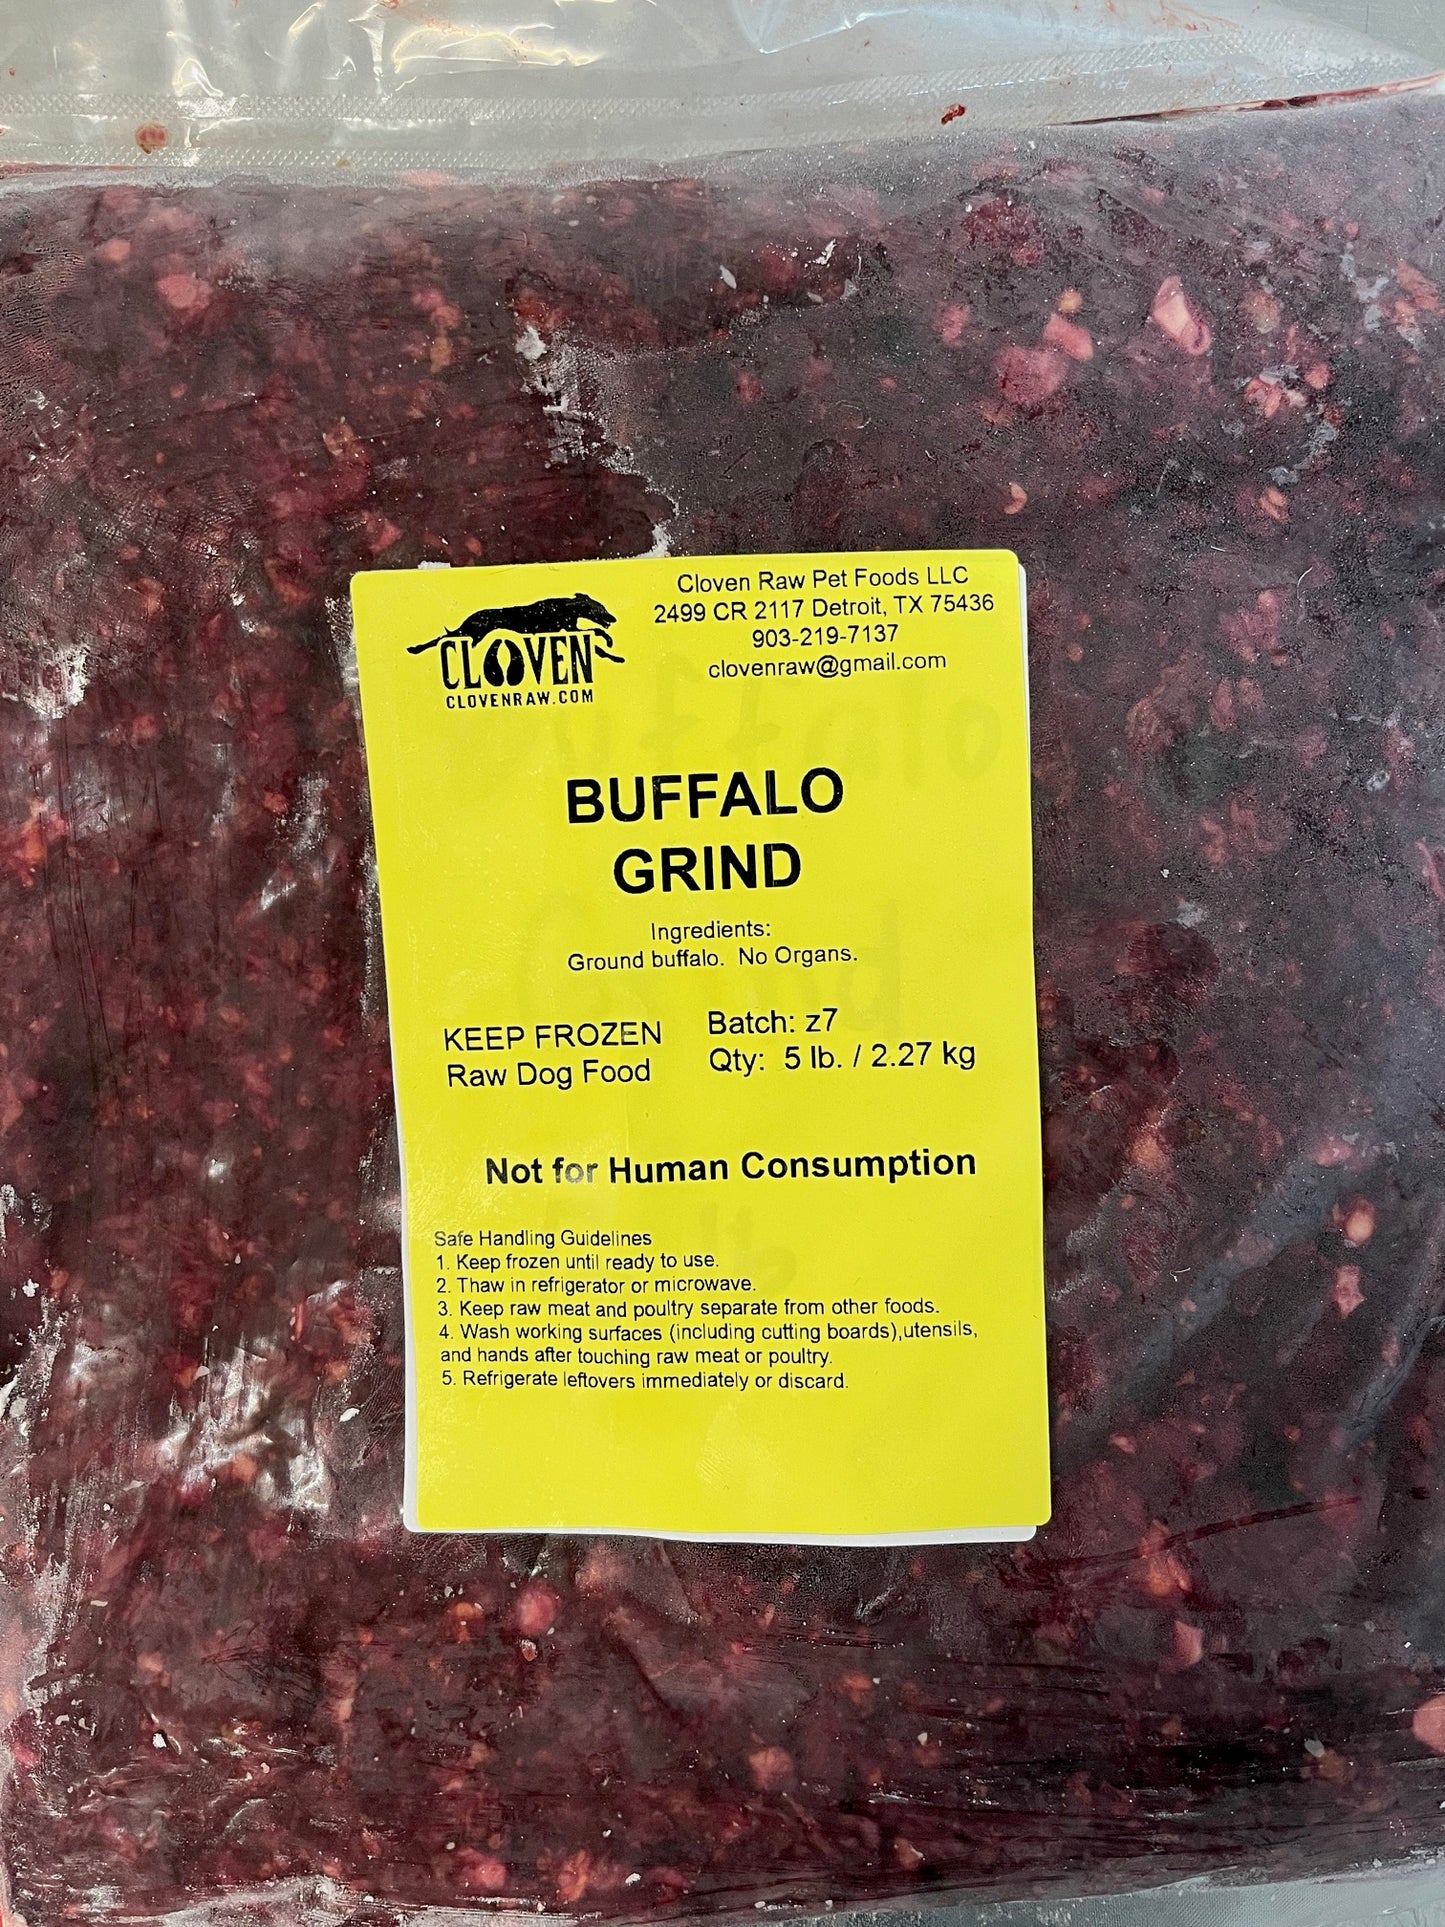 CLOVEN
CLOVENRAW.COM
Cloven Raw Pet Foods LLC
2499 CR 2117 Detroit, TX 75436
903-219-7137
clovenraw@gmail.com
BUFFALO
GRIND
Ingredients:
Ground buffalo. No Organs.
KEEP FROZEN
Raw Dog Food
Batch: z7
Qty: 5 lb. / 2.27 kg
Not for Human Consumption
Safe Handling Guidelines
1. Keep frozen until ready to use.
2. Thaw in refrigerator or microwave.
3. Keep raw meat and poultry separate from other foods.
4. Wash working surfaces (including cutting boards),utensils,
and hands after touching raw meat or poultry.
5. Refrigerate leftovers immediately or discard.